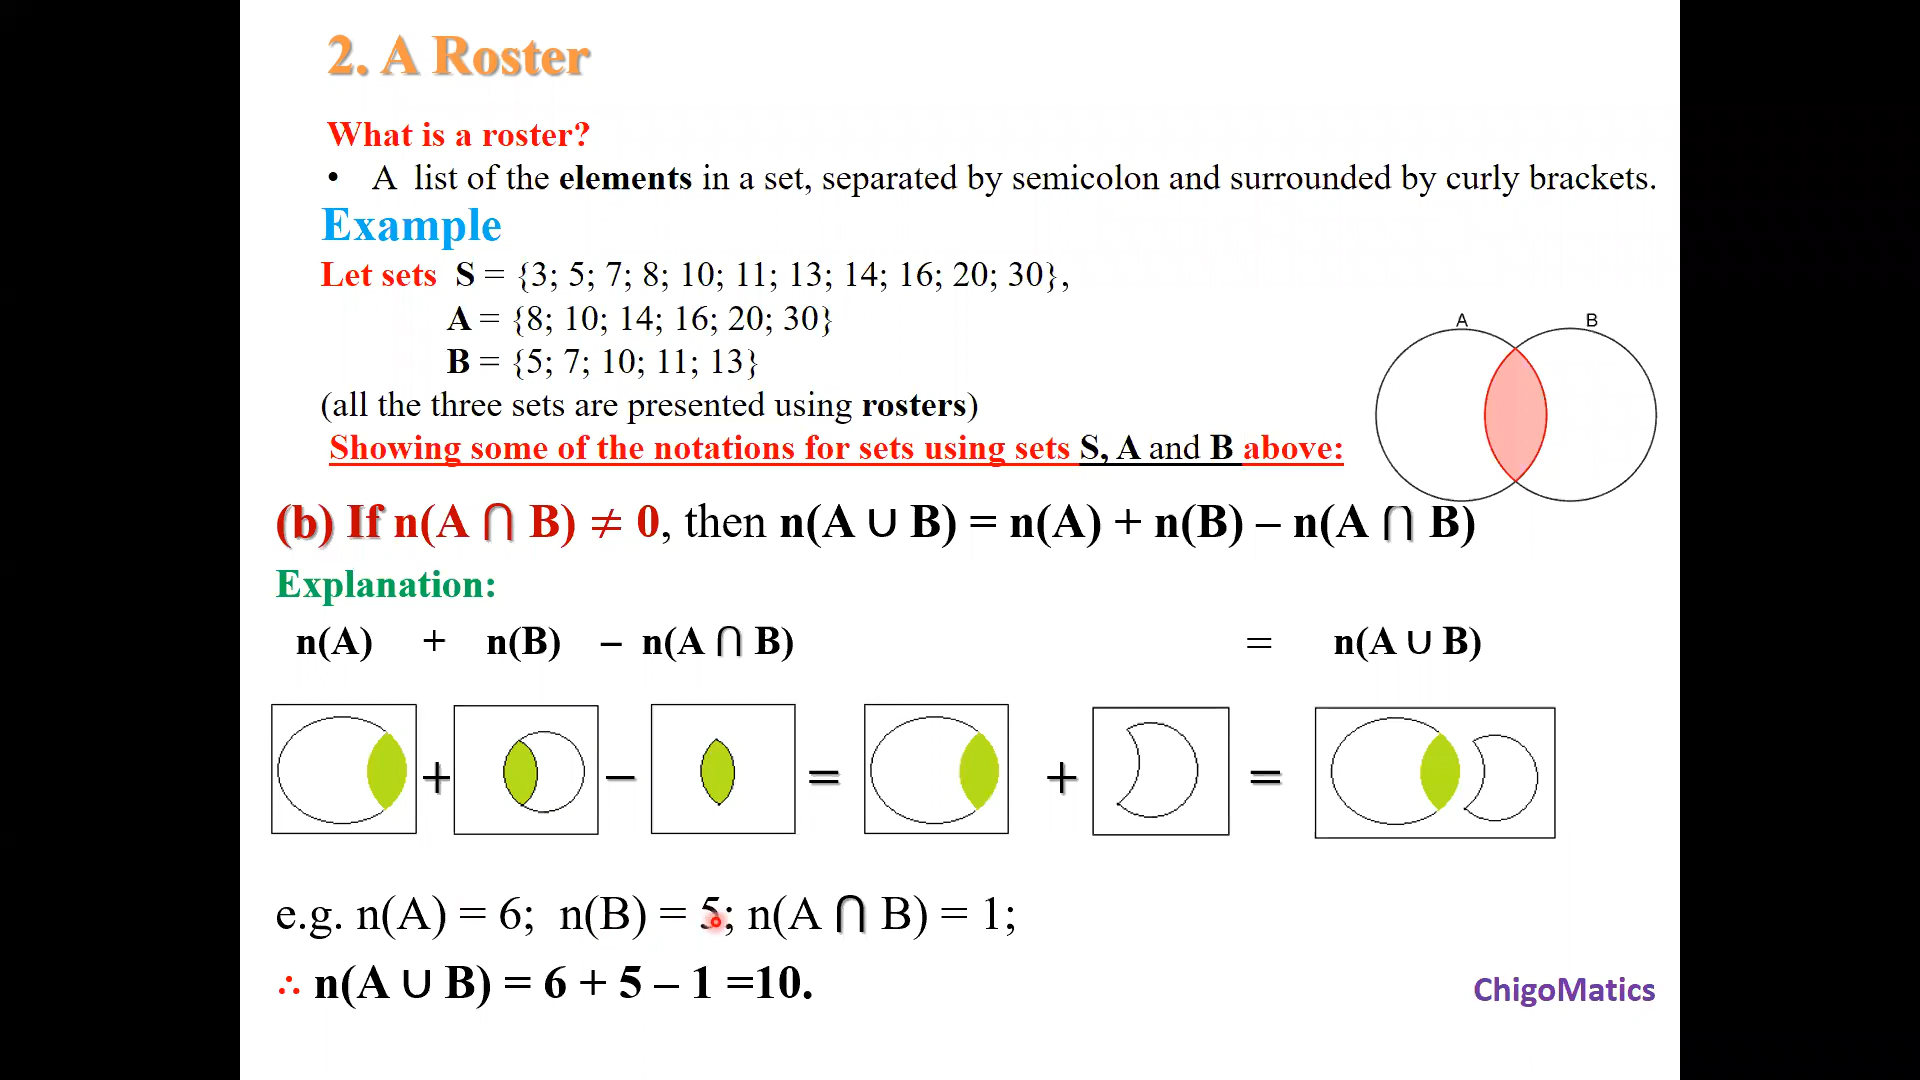 2. A Roster
What is a roster?
• A list of the elements in a set, separated by semicolon and surrounded by curly brackets.
Example
Let sets S = {3; 5; 7; 8; 10; 11; 13; 14; 16; 20; 30},
A = {8; 10; 14; 16; 20; 30}
B = {5; 7; 10; 11; 13}
(all the three sets are presented using rosters)
A B
Showing some of the notations for sets using sets S, A and B above:
(b) If n(A ⋂ B) ≠ 0, then n(A ∪ B) = n(A) + n(B) – n(A ⋂ B)
Explanation:
n(A) + n(B) – n(A ⋂ B) = n(A ∪ B)
+ – = + =
e.g. n(A) = 6; n(B) = 5; n(A ⋂ B) = 1;
∴ n(A ∪ B) = 6 + 5 – 1 =10.
ChigoMatics